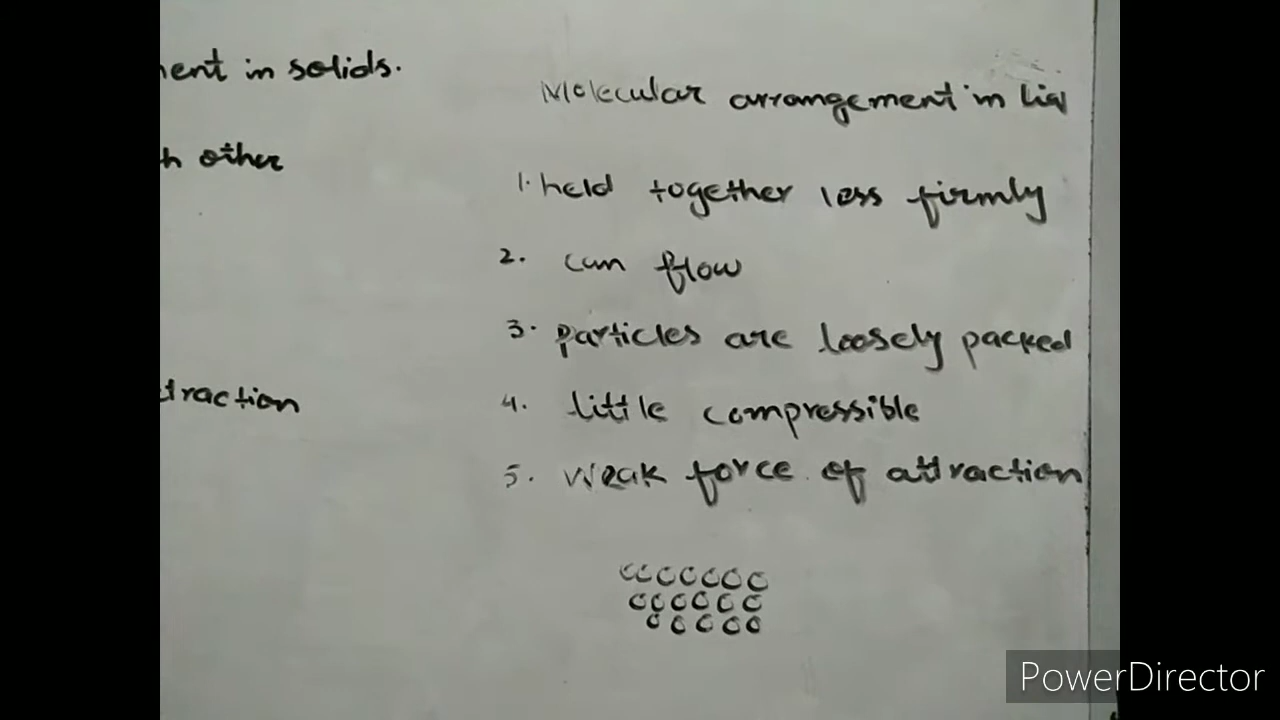 ment in solids.
h other
traction
Molecular arrangement in liq
1. held together less firmly
2. can flow
3. particles are loosely packed
4. little compressible
5. Weak force of attraction
PowerDirector